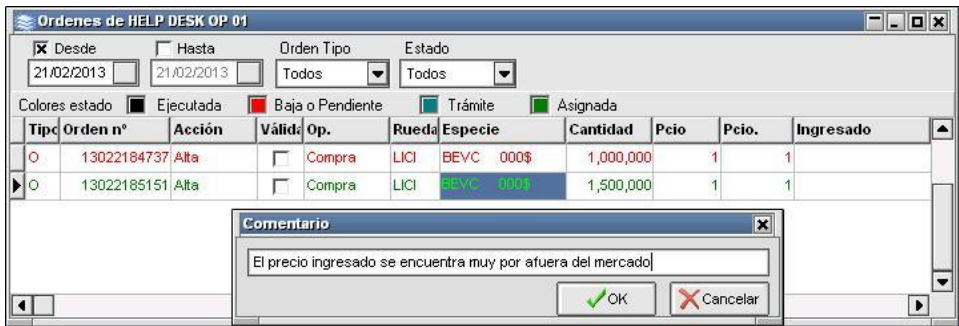 Ordenes de HELP DESK OP 01
Desde Hasta Orden Tipo Estado
21/02/2013 21/02/2013 Todos Todos
Colores estado Ejecutada Baja o Pendiente Trámite Asignada
Tipo Orden nº Acción Válida Op. Rueda Especie Cantidad Pcio Pcio. Ingresado
O 13022184737 Alta Compra LICI BEVC 000$ 1,000,000 1 1
O 13022185151 Alta Compra LICI BEVC 000$ 1,500,000 1 1
Comentario
El precio ingresado se encuentra muy por afuera del mercado
OK Cancelar